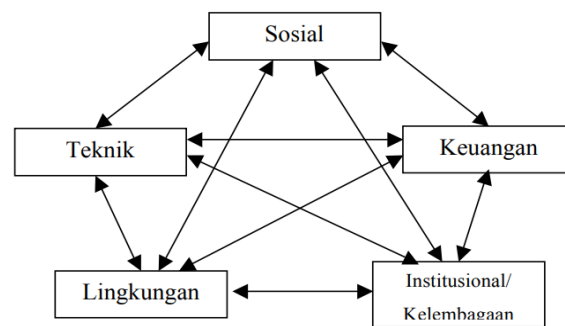 Sosial
Teknik
Keuangan
Lingkungan
Institusional/
Kelembagaan